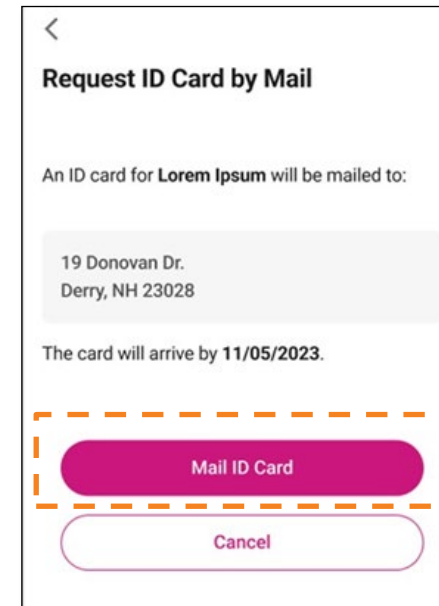 Request ID Card by Mail
An ID card for Lorem Ipsum will be mailed to:
19 Donovan Dr.
Derry, NH 23028
The card will arrive by 11/05/2023.
Mail ID Card
Cancel